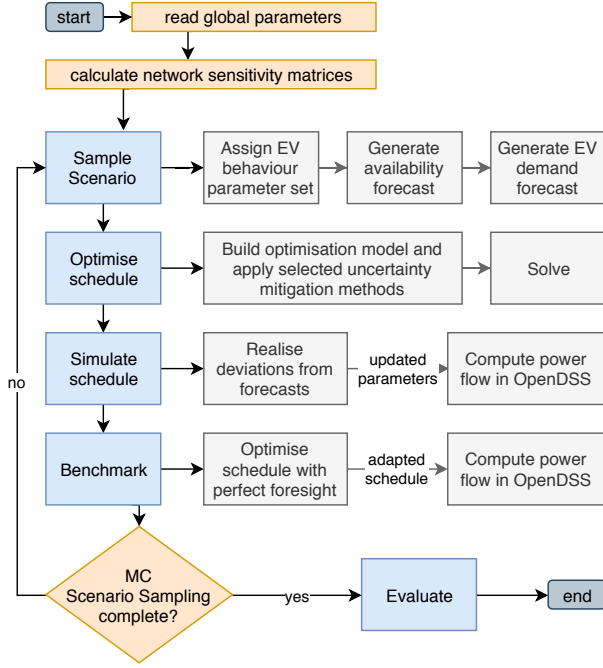 start
read global parameters
calculate network sensitivity matrices
Sample
Scenario
Assign EV
behaviour
parameter set
Generate
availability
forecast
Generate EV
demand
forecast
Optimise
schedule
Build optimisation model and
apply selected uncertainty
mitigation methods
Solve
Simulate
schedule
Realise
deviations from
forecasts
updated
parameters
Compute power
flow in OpenDSS
no
Benchmark
Optimise
schedule with
perfect foresight
adapted
schedule
Compute power
flow in OpenDSS
MC
Scenario Sampling
complete?
yes
Evaluate
end